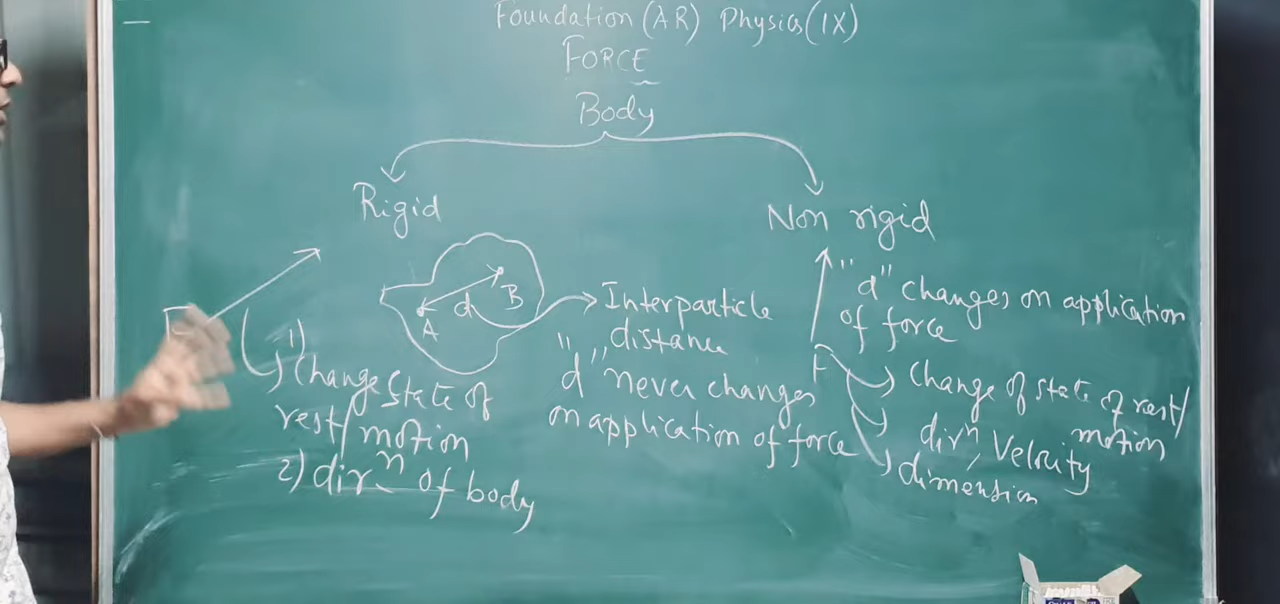 Foundation (AR) Physics (IX)
FORCE
Body
Rigid
Non rigid
F
A
d
B
Interparticle
distance
"d" never changes
on application of force
1)
Change state of
rest/motion
2) dirⁿ of body
"d" changes on application
of force
F
Change of state of rest/
motion
dirⁿ, Velocity
dimension